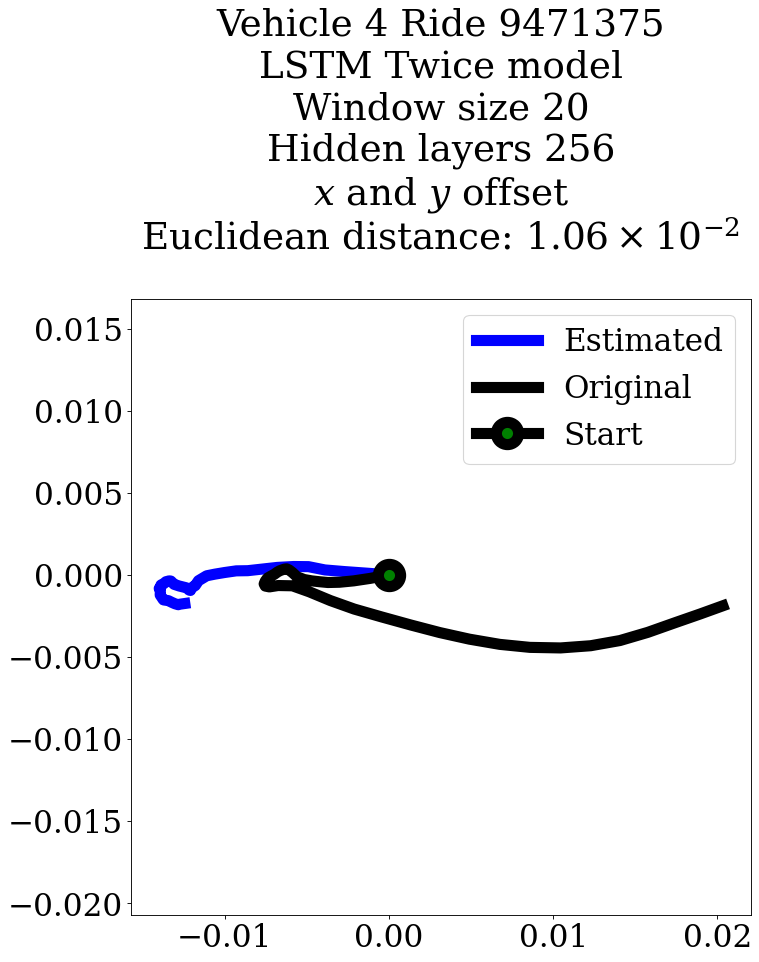 Vehicle 4 Ride 9471375
LSTM Twice model
Window size 20
Hidden layers 256
x and y offset
Euclidean distance: 1.06 × 10⁻²
Estimated
Original
Start
0.015
0.010
0.005
0.000
−0.005
−0.010
−0.015
−0.020
−0.01 0.00 0.01 0.02